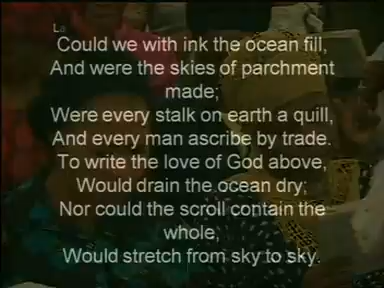 La
Could we with ink the ocean fill,
And were the skies of parchment
made;
Were every stalk on earth a quill,
And every man ascribe by trade.
To write the love of God above,
Would drain the ocean dry;
Nor could the scroll contain the
whole,
Would stretch from sky to sky.